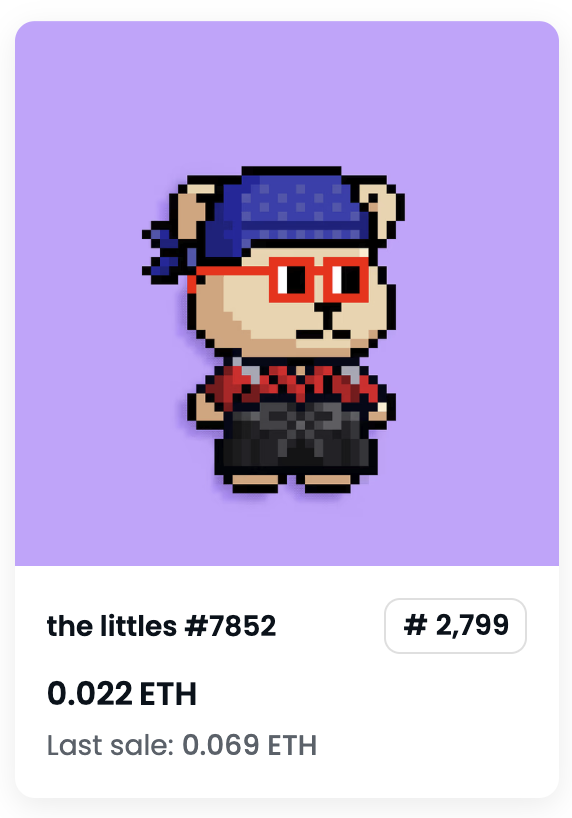 the littles #7852
# 2,799
0.022 ETH
Last sale: 0.069 ETH